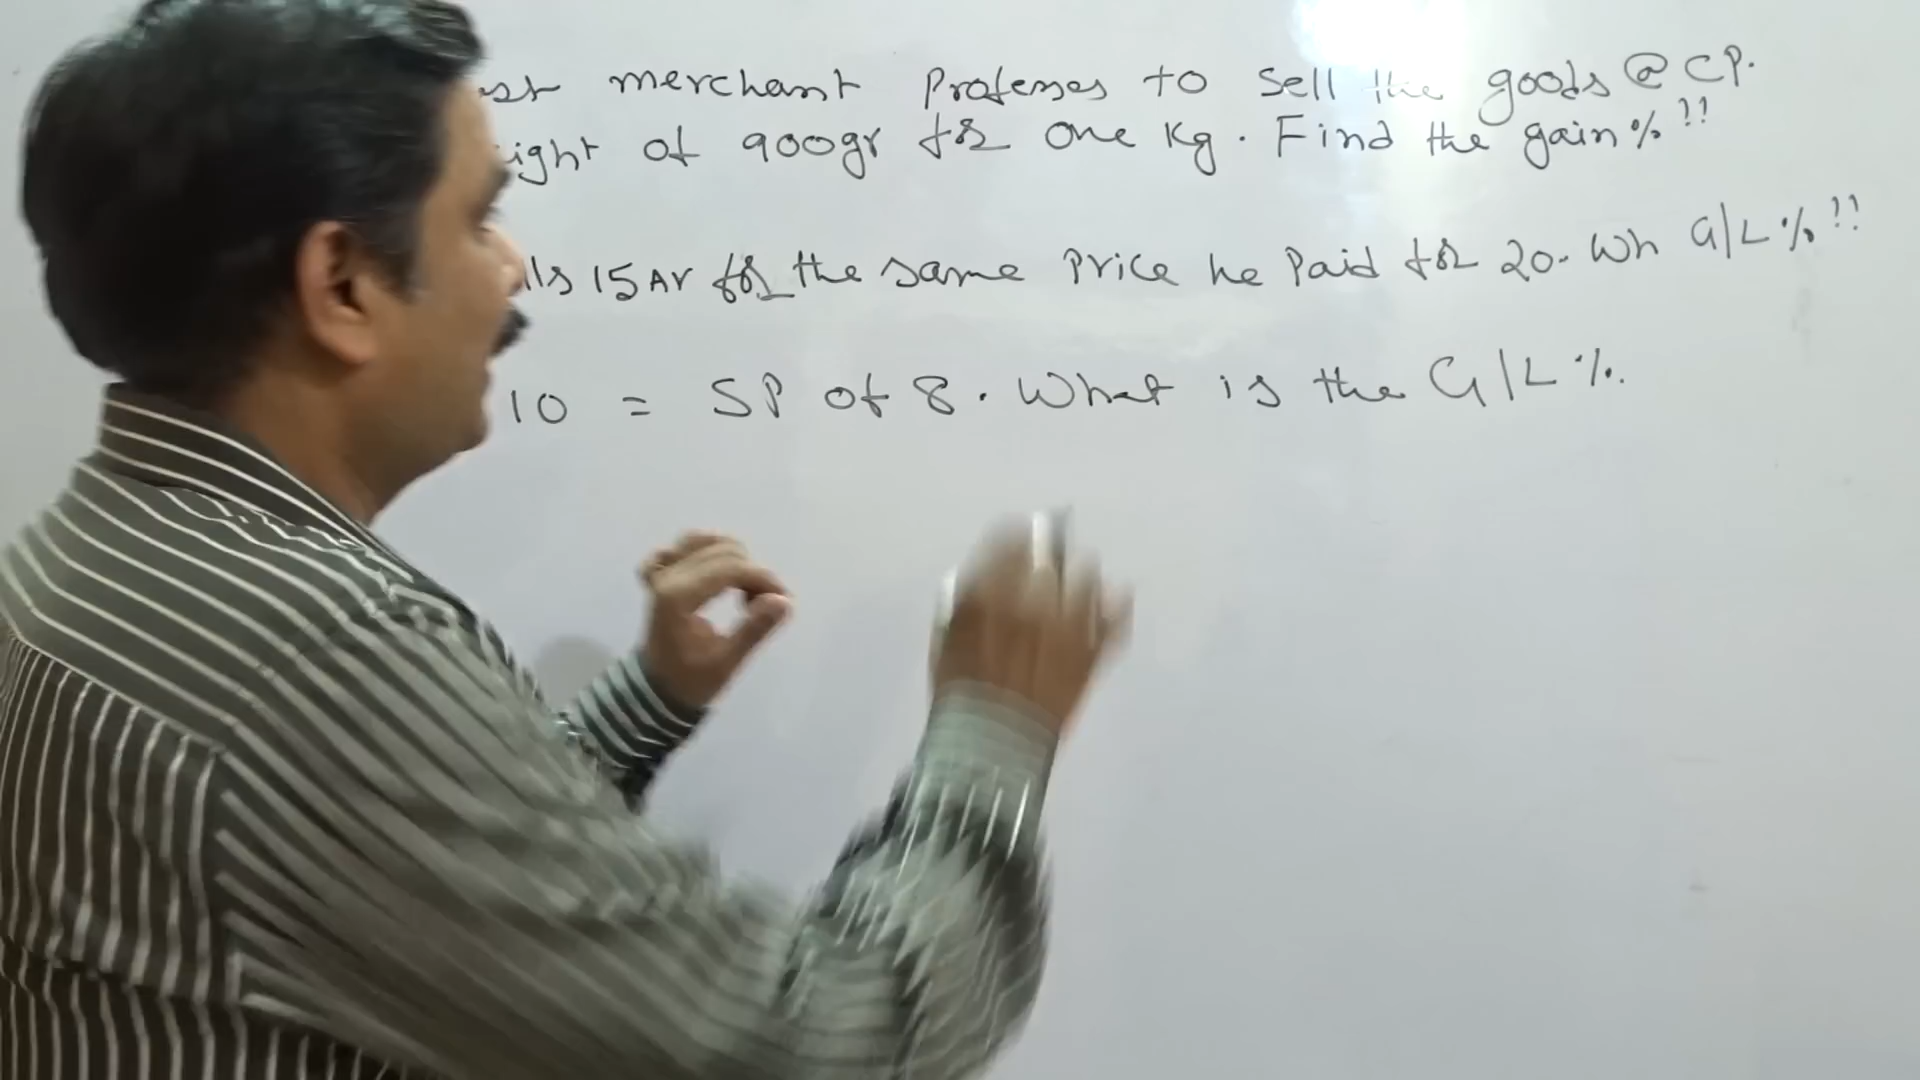 st merchant Professes to sell the goods @ CP.
ight of 900gr for one Kg. Find the gain% !!
lls 15 Ar for the same Price he Paid for 20. Wh G/L% !!
10 = SP of 8. What is the G/L %.